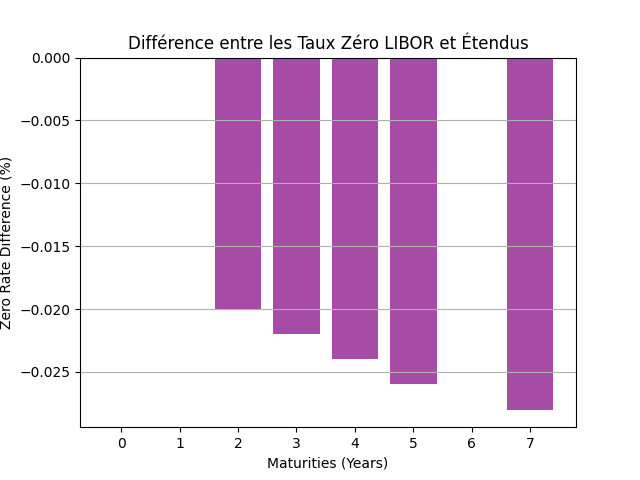 Différence entre les Taux Zéro LIBOR et Étendus
0.000
−0.005
−0.010
−0.015
−0.020
−0.025
Zero Rate Difference (%)
0 1 2 3 4 5 6 7
Maturities (Years)